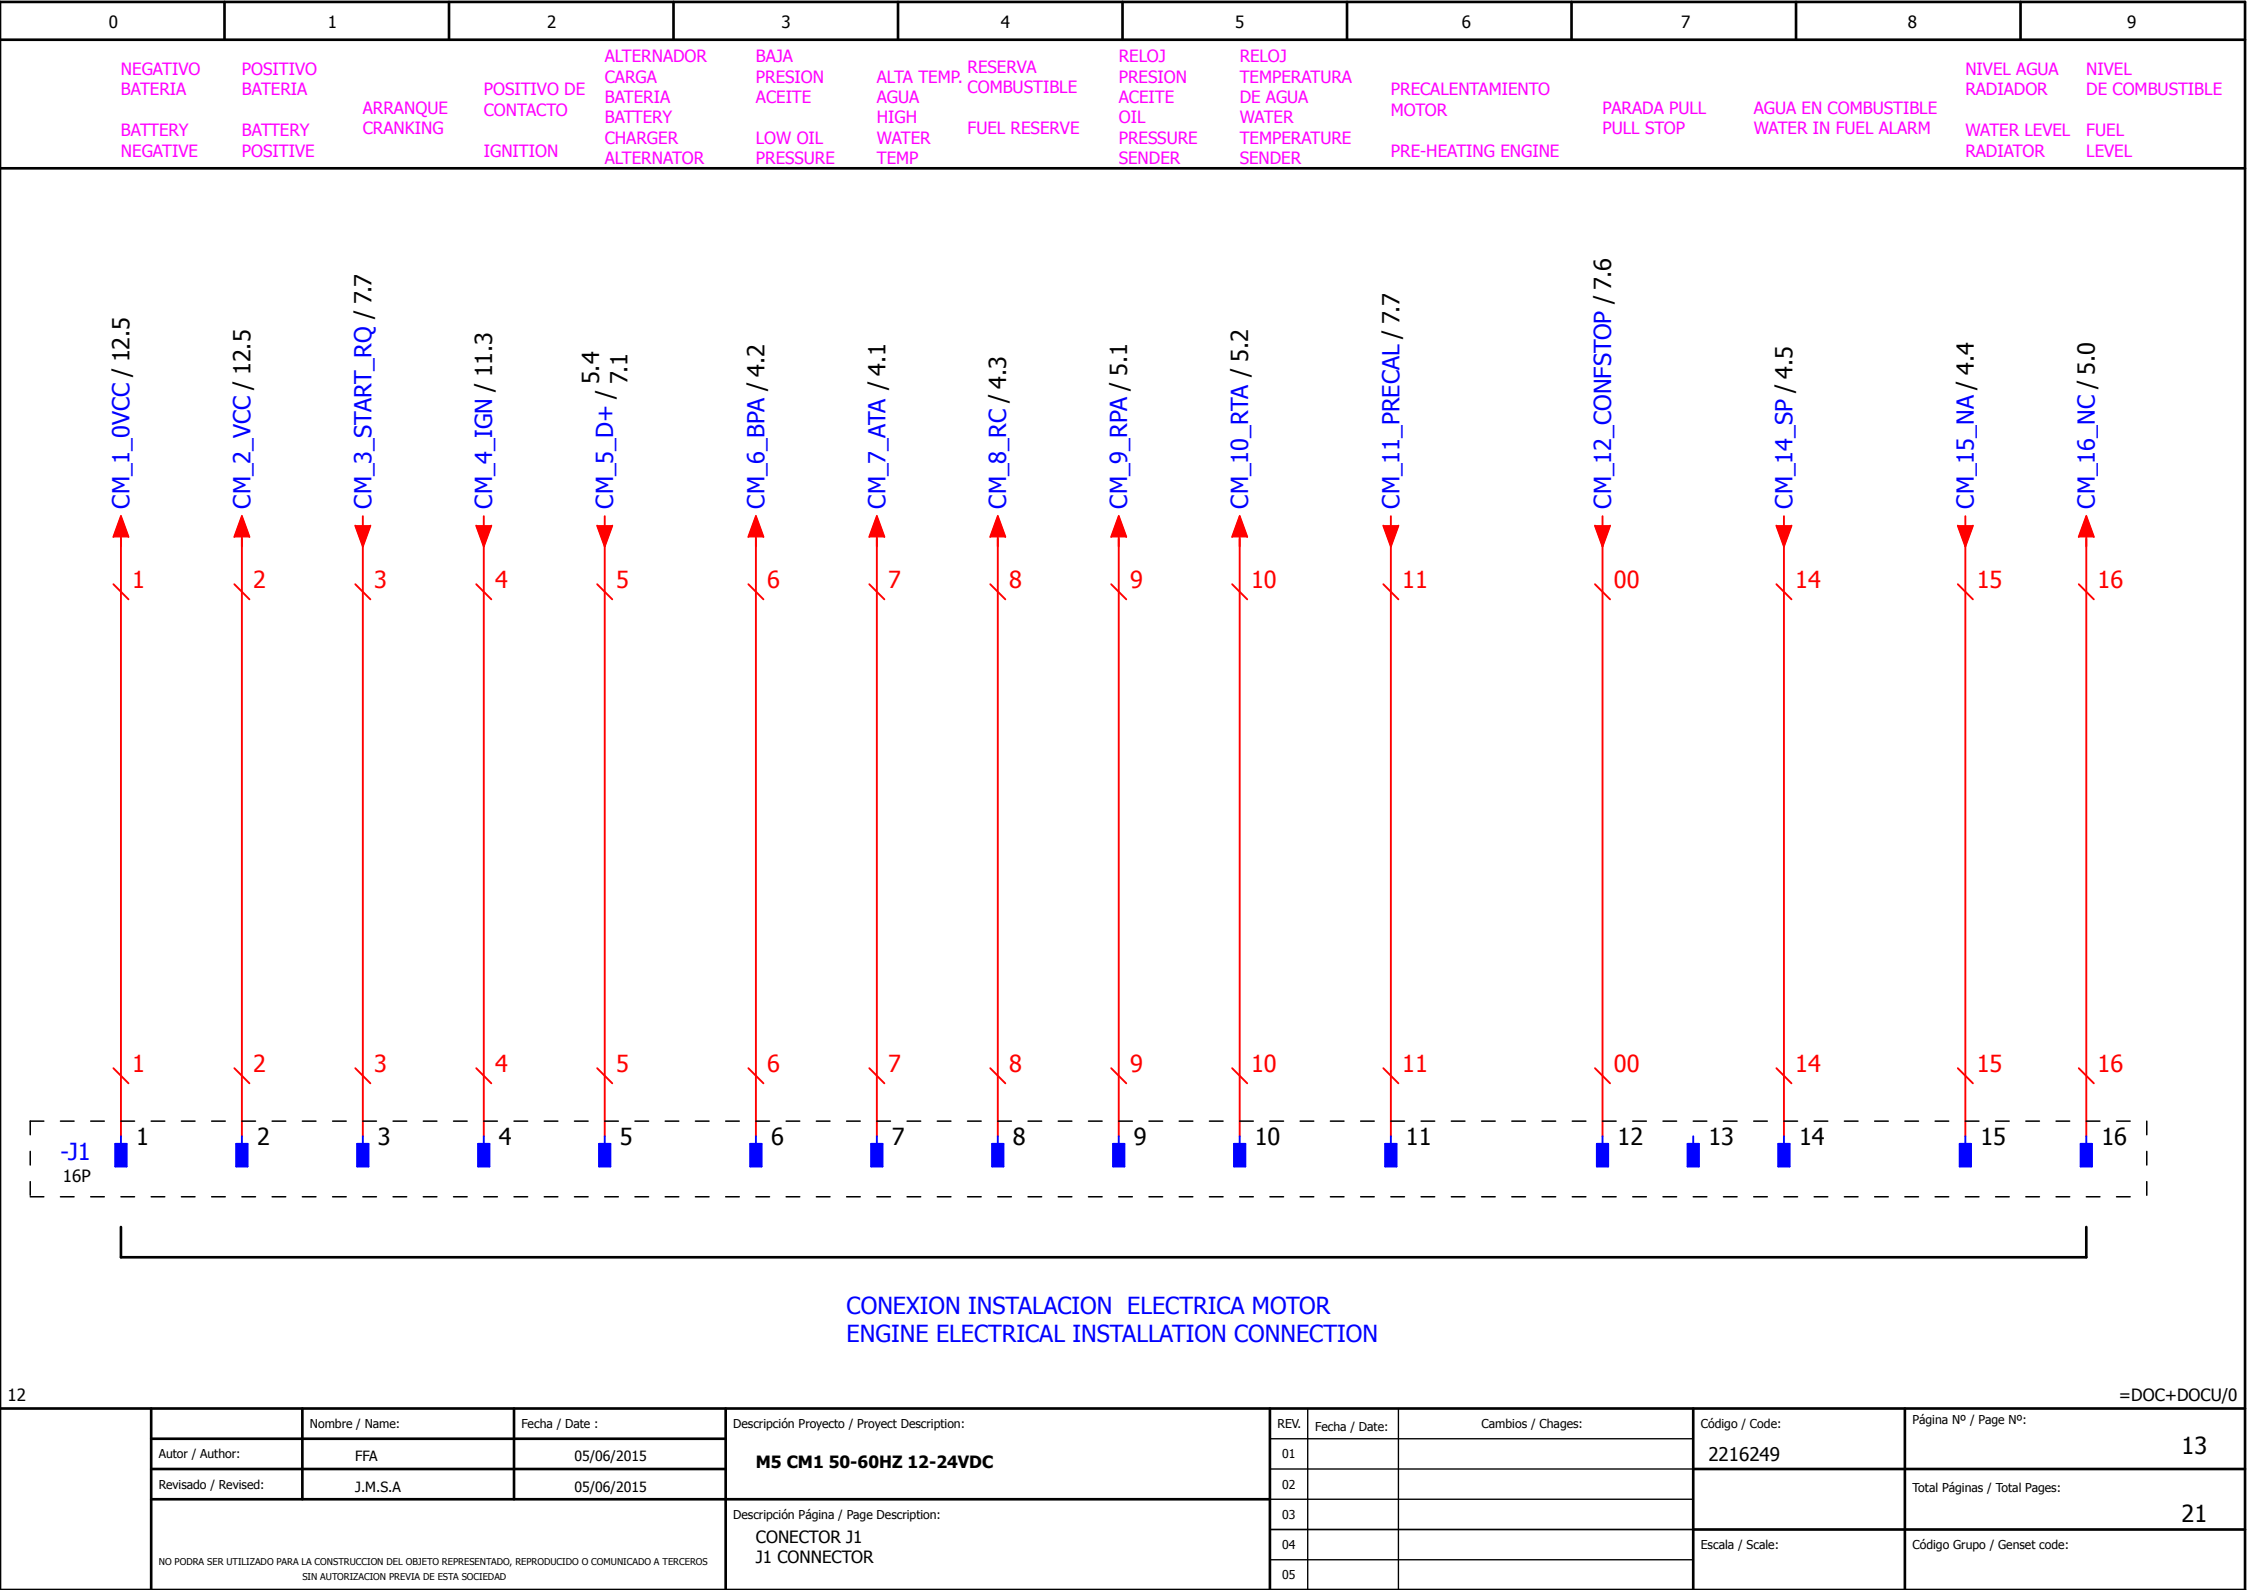 0 1 2 3 4 5 6 7 8 9
NEGATIVO
BATERIA
BATTERY
NEGATIVE
POSITIVO
BATERIA
BATTERY
POSITIVE
ARRANQUE
CRANKING
POSITIVO DE
CONTACTO
IGNITION
ALTERNADOR
CARGA
BATERIA
BATTERY
CHARGER
ALTERNATOR
BAJA
PRESION
ACEITE
LOW OIL
PRESSURE
ALTA TEMP.
AGUA
HIGH
WATER
TEMP
RESERVA
COMBUSTIBLE
FUEL RESERVE
RELOJ
PRESION
ACEITE
OIL
PRESSURE
SENDER
RELOJ
TEMPERATURA
DE AGUA
WATER
TEMPERATURE
SENDER
PRECALENTAMIENTO
MOTOR
PRE-HEATING ENGINE
PARADA PULL
PULL STOP
AGUA EN COMBUSTIBLE
WATER IN FUEL ALARM
NIVEL AGUA
RADIADOR
WATER LEVEL
RADIATOR
NIVEL
DE COMBUSTIBLE
FUEL
LEVEL
CM_1_0VCC / 12.5
CM_2_VCC / 12.5
CM_3_START_RQ / 7.7
CM_4_IGN / 11.3
CM_5_D+ / 5.4
7.1
CM_6_BPA / 4.2
CM_7_ATA / 4.1
CM_8_RC / 4.3
CM_9_RPA / 5.1
CM_10_RTA / 5.2
CM_11_PRECAL / 7.7
CM_12_CONFSTOP / 7.6
CM_14_SP / 4.5
CM_15_NA / 4.4
CM_16_NC / 5.0
1 2 3 4 5 6 7 8 9 10 11 00 14 15 16
1 2 3 4 5 6 7 8 9 10 11 00 14 15 16
-J1 1 2 3 4 5 6 7 8 9 10 11 12 13 14 15 16
16P
CONEXION INSTALACION ELECTRICA MOTOR
ENGINE ELECTRICAL INSTALLATION CONNECTION
12 =DOC+DOCU/0
Nombre / Name: Fecha / Date :
Autor / Author: FFA 05/06/2015
Revisado / Revised: J.M.S.A 05/06/2015
NO PODRA SER UTILIZADO PARA LA CONSTRUCCION DEL OBJETO REPRESENTADO, REPRODUCIDO O COMUNICADO A TERCEROS
SIN AUTORIZACION PREVIA DE ESTA SOCIEDAD
Descripción Proyecto / Proyect Description:
M5 CM1 50-60HZ 12-24VDC
Descripción Página / Page Description:
CONECTOR J1
J1 CONNECTOR
REV. Fecha / Date: Cambios / Chages:
01
02
03
04
05
Código / Code:
2216249
Escala / Scale:
Página Nº / Page Nº:
13
Total Páginas / Total Pages:
21
Código Grupo / Genset code: